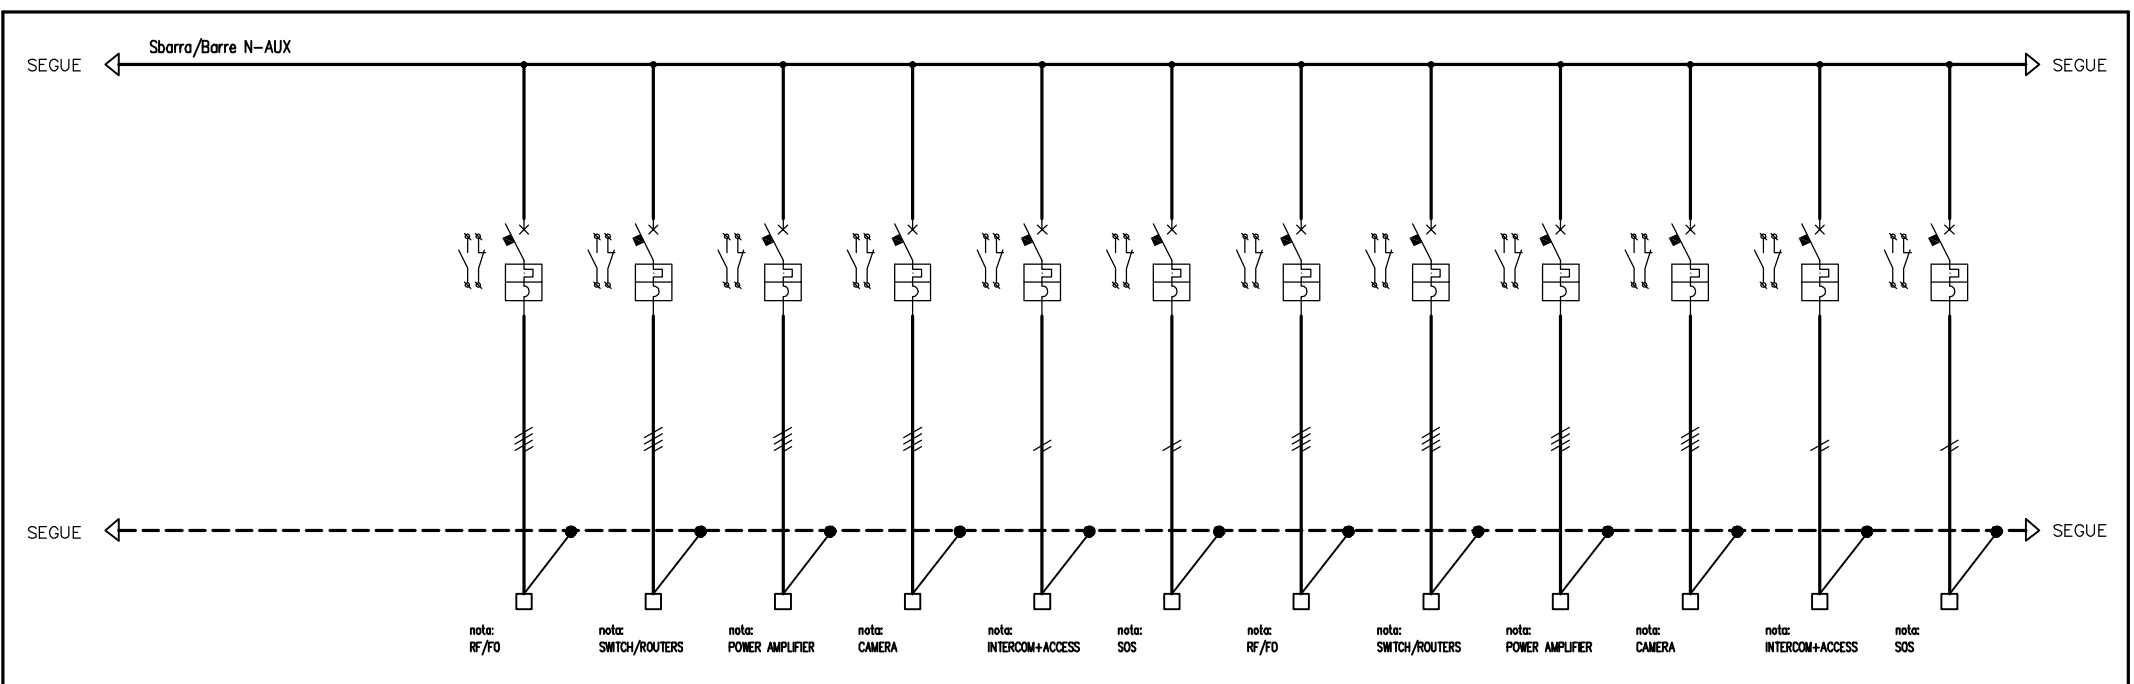 Sbarra/Barre N-AUX
SEGUE
SEGUE
SEGUE
SEGUE
nota:
RF/FO
nota:
SWITCH/ROUTERS
nota:
POWER AMPLIFIER
nota:
CAMERA
nota:
INTERCOM+ACCESS
nota:
SOS
nota:
RF/FO
nota:
SWITCH/ROUTERS
nota:
POWER AMPLIFIER
nota:
CAMERA
nota:
INTERCOM+ACCESS
nota:
SOS